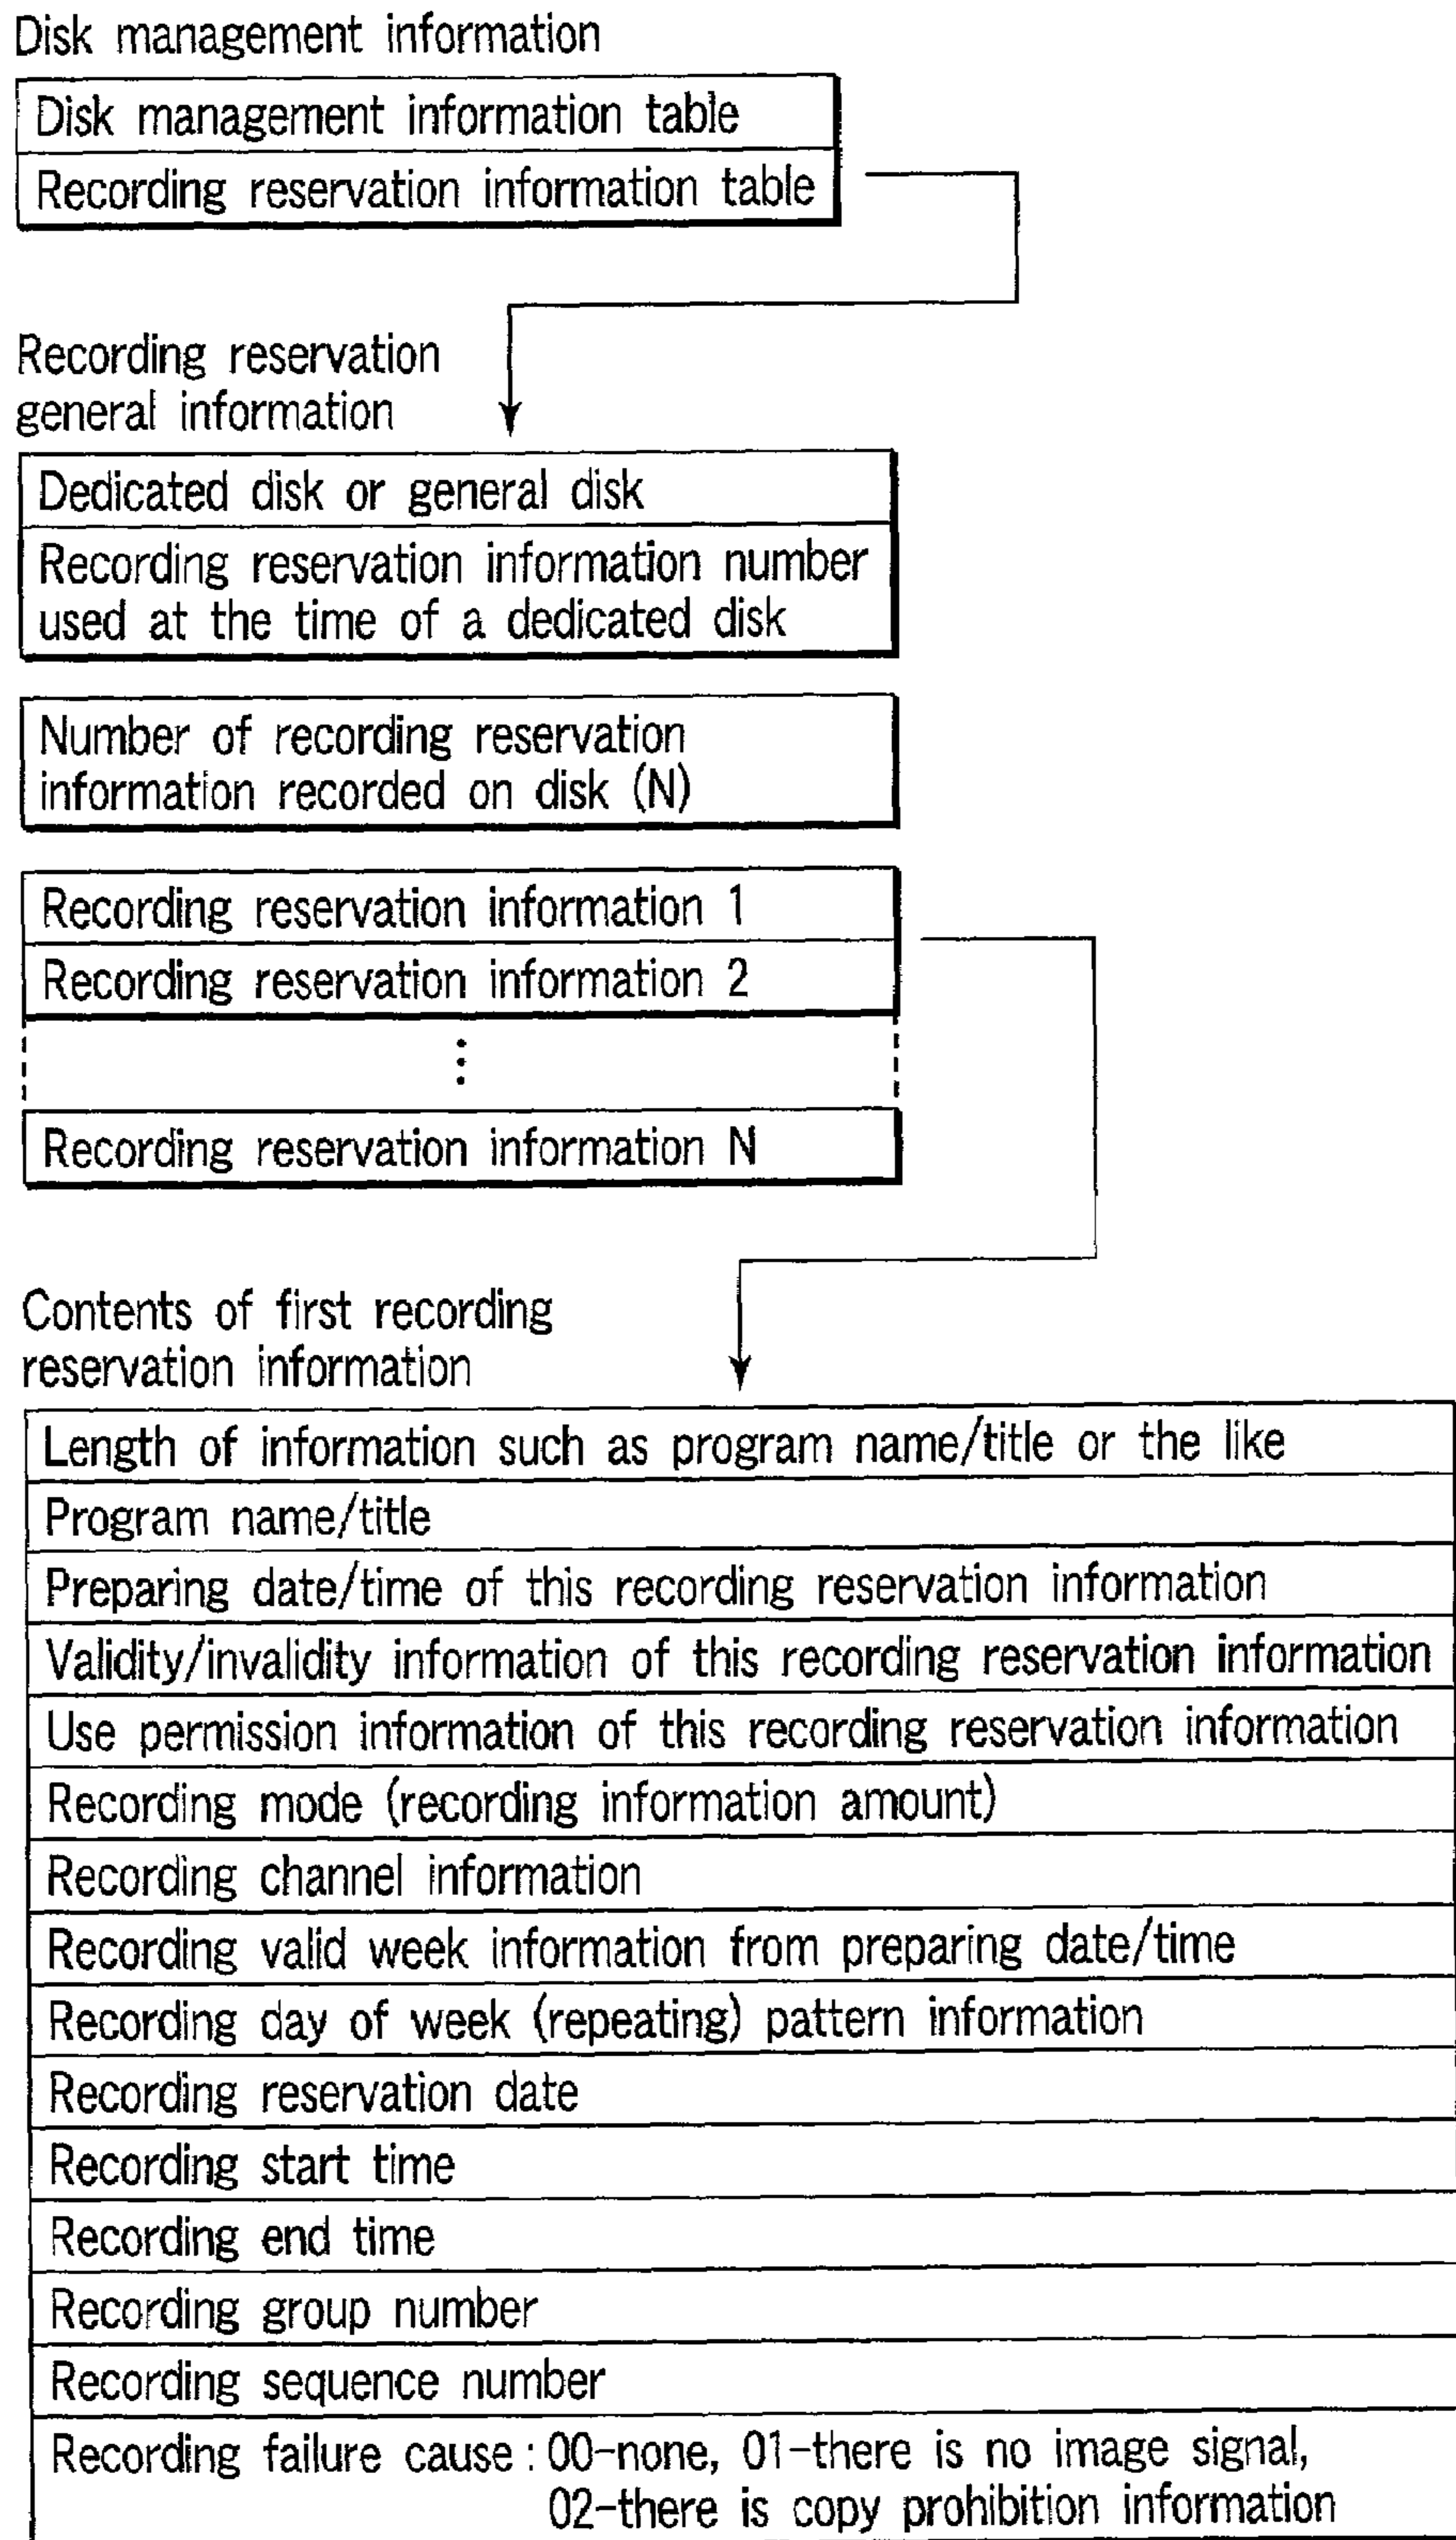 Disk management information
Disk management information table
Recording reservation information table
Recording reservation
general information
Dedicated disk or general disk
Recording reservation information number
used at the time of a dedicated disk
Number of recording reservation
information recorded on disk (N)
Recording reservation information 1
Recording reservation information 2
⋮
Recording reservation information N
Contents of first recording
reservation information
Length of information such as program name/title or the like
Program name/title
Preparing date/time of this recording reservation information
Validity/invalidity information of this recording reservation information
Use permission information of this recording reservation information
Recording mode (recording information amount)
Recording channel information
Recording valid week information from preparing date/time
Recording day of week (repeating) pattern information
Recording reservation date
Recording start time
Recording end time
Recording group number
Recording sequence number
Recording failure cause : 00-none, 01-there is no image signal,
02-there is copy prohibition information